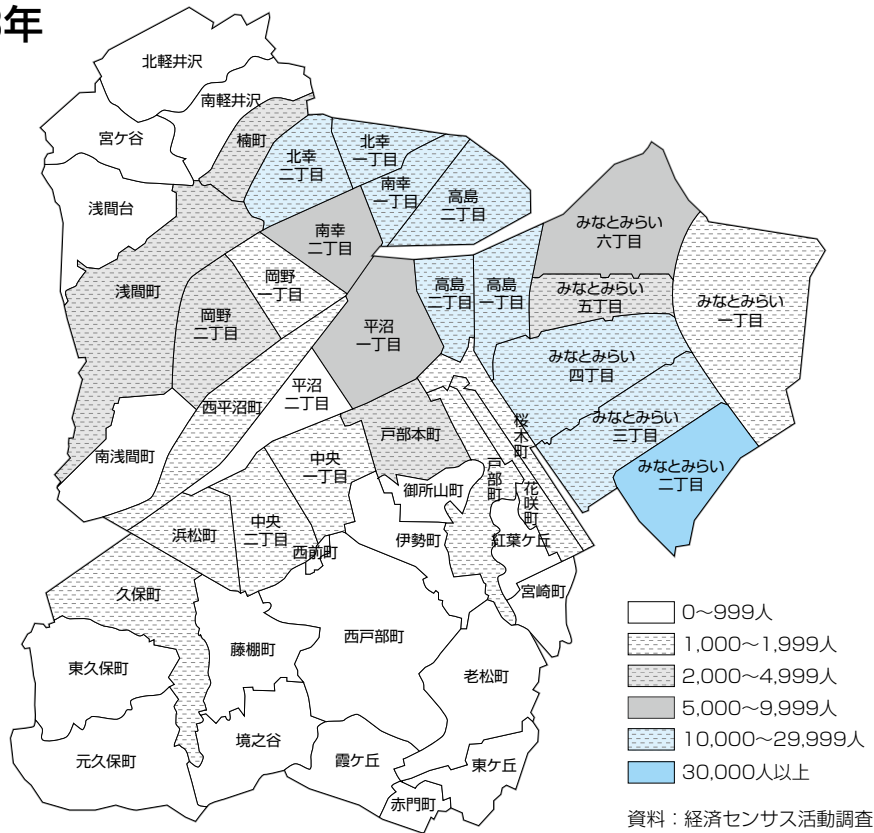 年
北軽井沢
南軽井沢
宮ケ谷
楠町
北幸
一丁目
北幸
二丁目
浅間台
南幸
一丁目
高島
二丁目
南幸
二丁目
みなとみらい
六丁目
浅間町
岡野
一丁目
高島
二丁目
高島
一丁目
みなとみらい
五丁目
みなとみらい
一丁目
岡野
二丁目
平沼
一丁目
みなとみらい
四丁目
西平沼町
平沼
二丁目
桜木町
みなとみらい
三丁目
南浅間町
戸部本町
中央
一丁目
戸部町
みなとみらい
二丁目
御所山町
花咲町
浜松町
中央
二丁目
西前町
伊勢町
紅葉ケ丘
久保町
宮崎町
藤棚町
西戸部町
東久保町
老松町
元久保町
境之谷
霞ケ丘
東ケ丘
赤門町
0〜999人
1,000〜1,999人
2,000〜4,999人
5,000〜9,999人
10,000〜29,999人
30,000人以上
資料：経済センサス活動調査